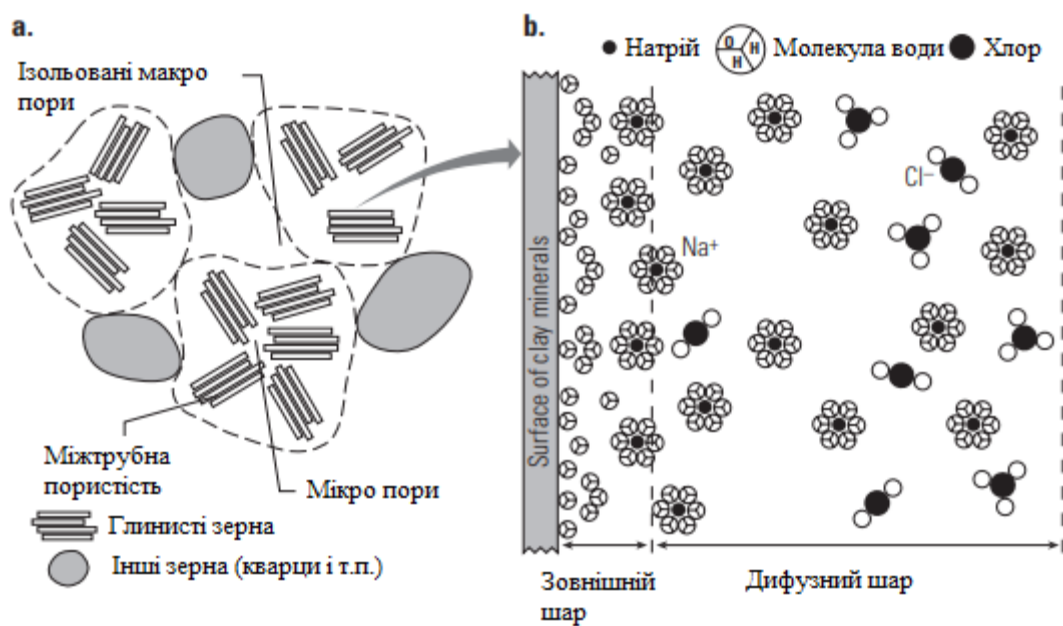 a.
Ізольовані макро
пори
Міжтрубна
пористість
Мікро пори
Глинисті зерна
Інші зерна (кварци і т.п.)
b.
Натрій
O
H
H
Молекула води
Хлор
Surface of clay minerals
Cl–
Na+
Зовнішній
шар
Дифузний шар